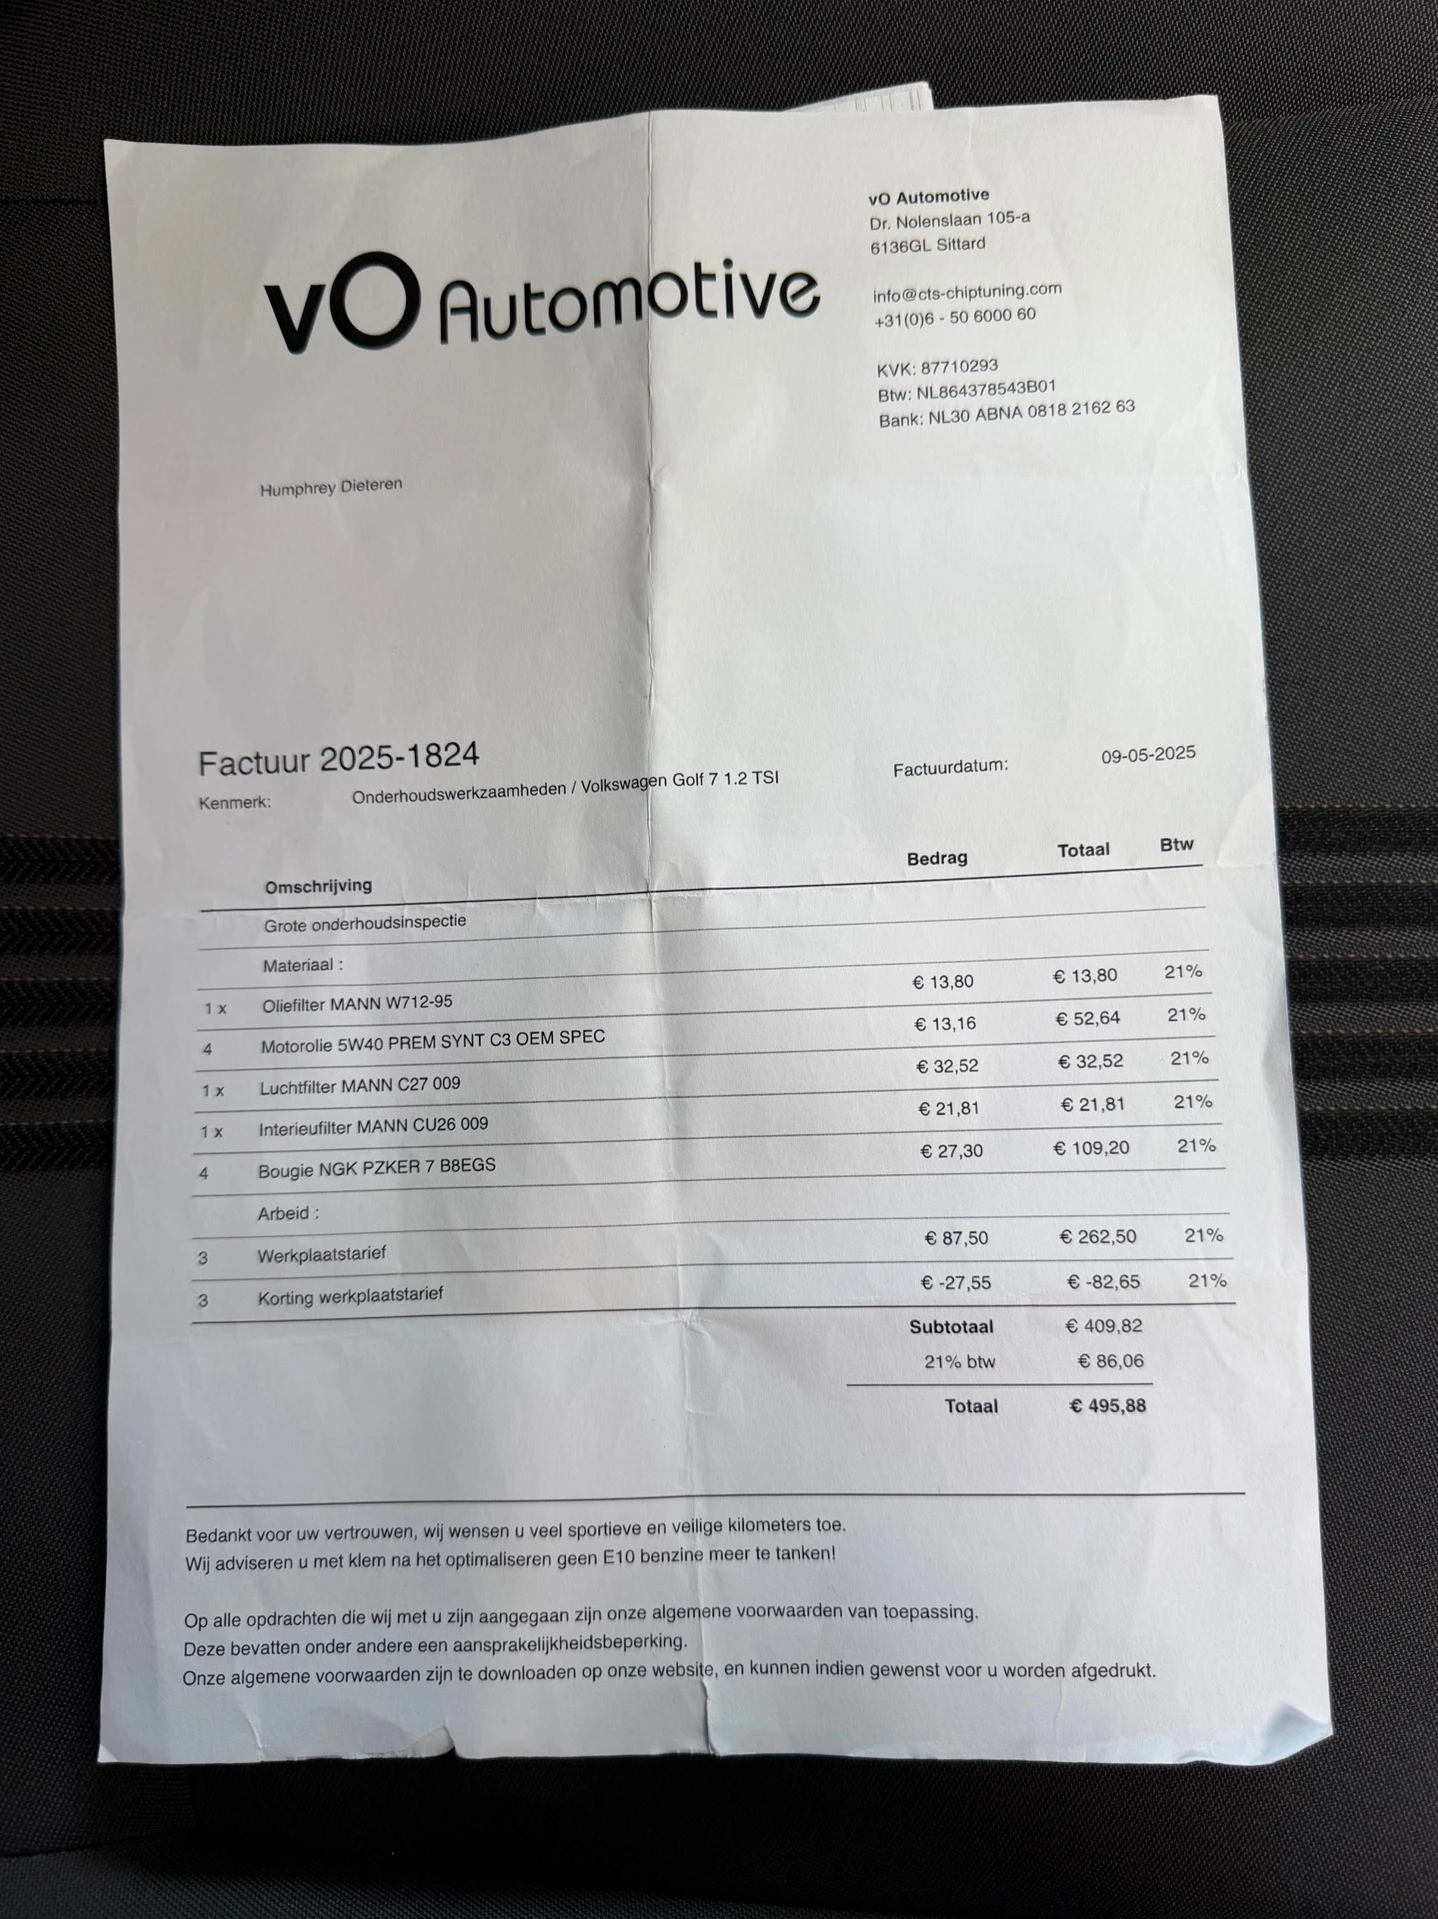 vO Automotive
vO Automotive
Dr. Nolenslaan 105-a
6136GL Sittard
info@cts-chiptuning.com
+31(0)6 - 50 6000 60
KVK: 87710293
Btw: NL864378543B01
Bank: NL30 ABNA 0818 2162 63
Humphrey Dieteren
Factuur 2025-1824
Factuurdatum: 09-05-2025
Kenmerk: Onderhoudswerkzaamheden / Volkswagen Golf 7 1.2 TSI
Omschrijving Bedrag Totaal Btw
Grote onderhoudsinspectie
Materiaal :
1 x Oliefilter MANN W712-95 € 13,80 € 13,80 21%
4 Motorolie 5W40 PREM SYNT C3 OEM SPEC € 13,16 € 52,64 21%
1 x Luchtfilter MANN C27 009 € 32,52 € 32,52 21%
1 x Interieufilter MANN CU26 009 € 21,81 € 21,81 21%
4 Bougie NGK PZKER 7 B8EGS € 27,30 € 109,20 21%
Arbeid :
3 Werkplaatstarief € 87,50 € 262,50 21%
3 Korting werkplaatstarief € -27,55 € -82,65 21%
Subtotaal € 409,82
21% btw € 86,06
Totaal € 495,88
Bedankt voor uw vertrouwen, wij wensen u veel sportieve en veilige kilometers toe.
Wij adviseren u met klem na het optimaliseren geen E10 benzine meer te tanken!
Op alle opdrachten die wij met u zijn aangegaan zijn onze algemene voorwaarden van toepassing.
Deze bevatten onder andere een aansprakelijkheidsbeperking.
Onze algemene voorwaarden zijn te downloaden op onze website, en kunnen indien gewenst voor u worden afgedrukt.